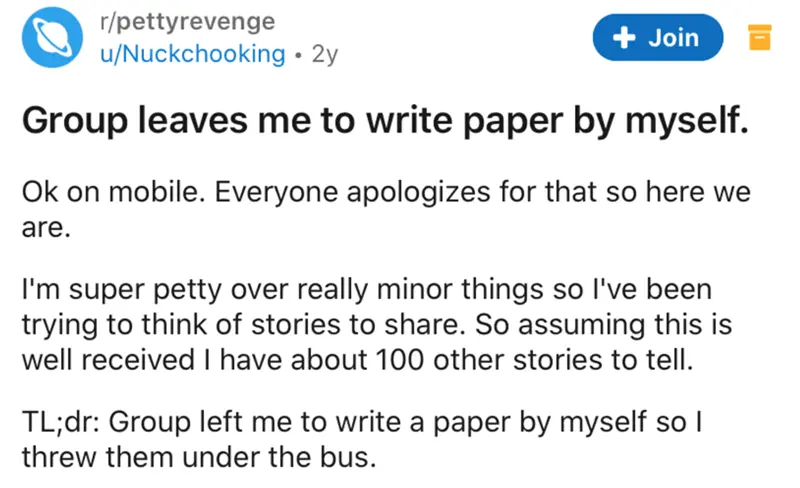 r/pettyrevenge
u/Nuckchooking • 2y
+ Join
Group leaves me to write paper by myself.
Ok on mobile. Everyone apologizes for that so here we
are.
I'm super petty over really minor things so I've been
trying to think of stories to share. So assuming this is
well received I have about 100 other stories to tell.
TL;dr: Group left me to write a paper by myself so I
threw them under the bus.